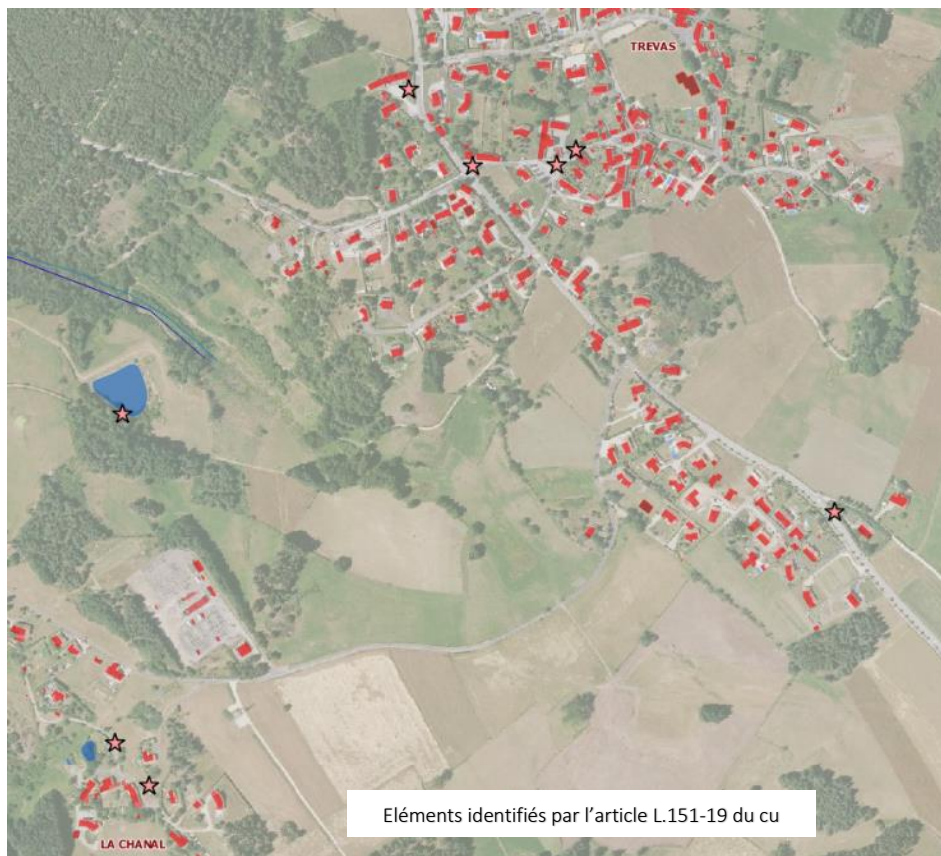 TREVAS
Eléments identifiés par l’article L.151-19 du cu
LA CHANAL